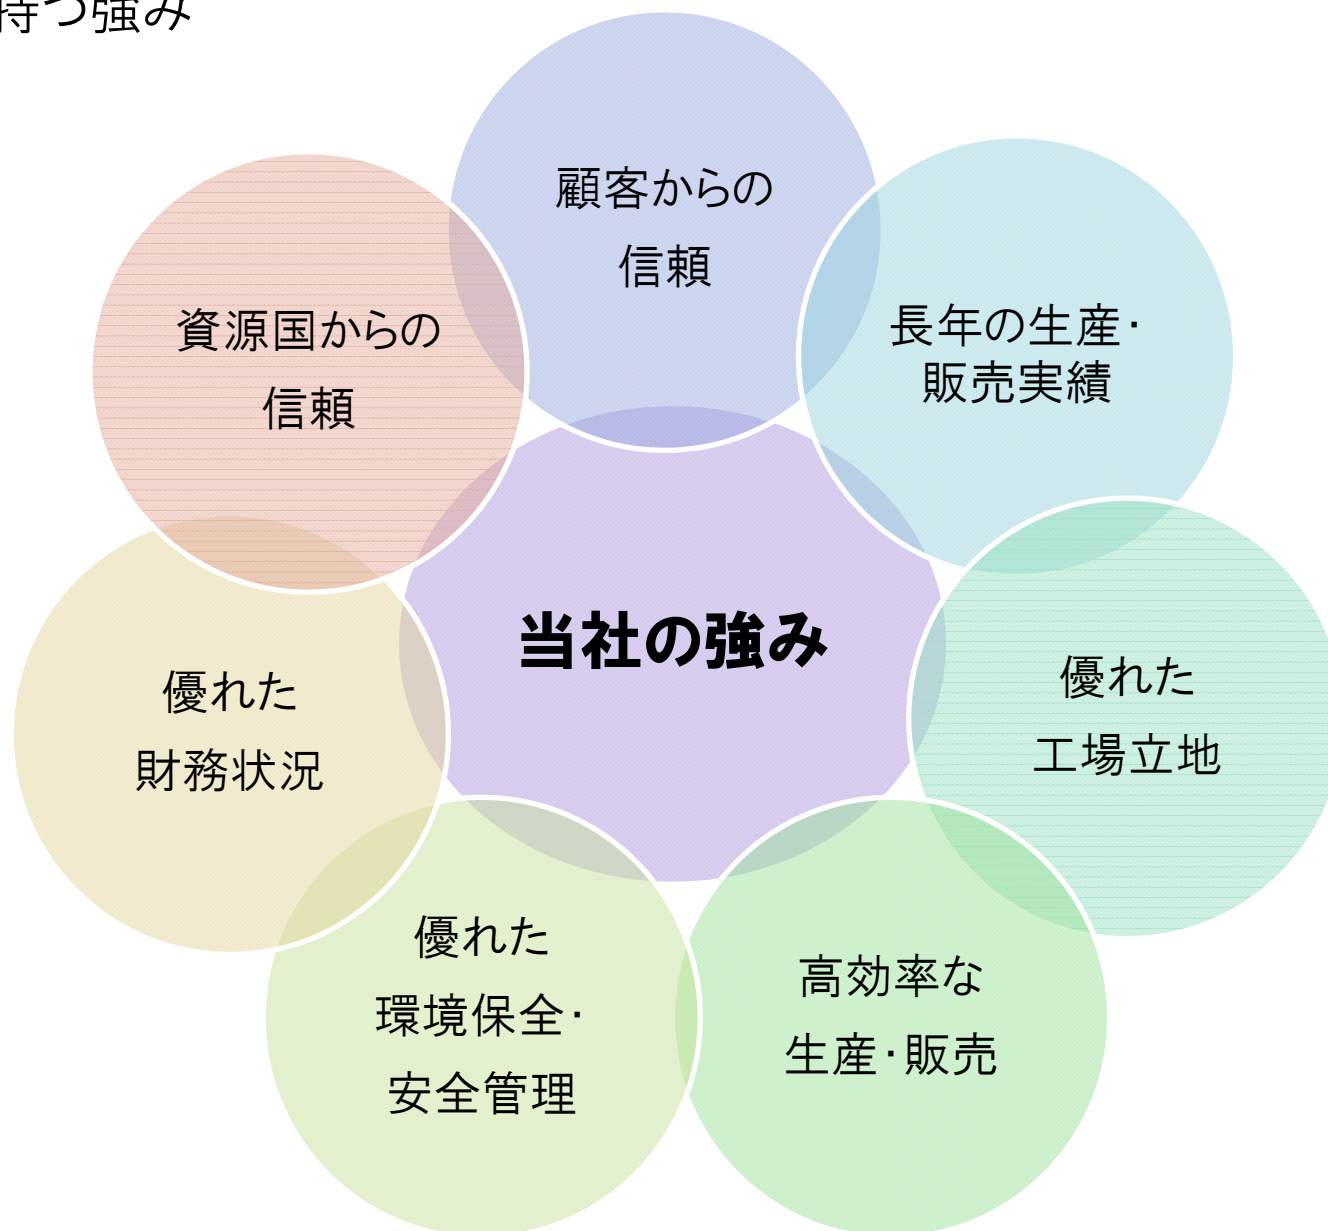 持つ強み
顧客からの
信頼
長年の生産・
販売実績
優れた
工場立地
高効率な
生産・販売
優れた
環境保全・
安全管理
優れた
財務状況
資源国からの
信頼
当社の強み